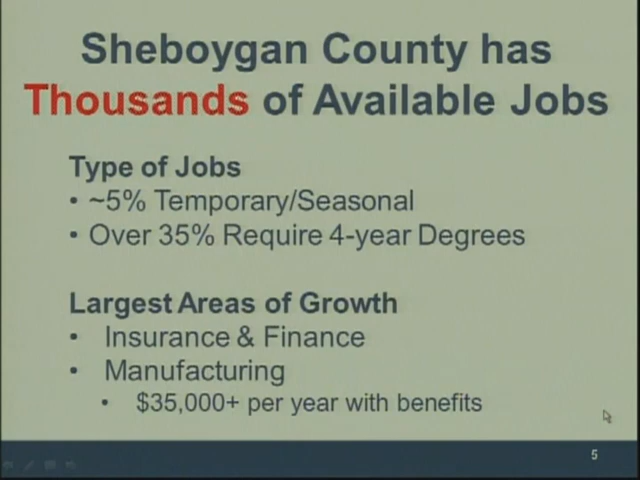 Sheboygan County has
Thousands of Available Jobs
Type of Jobs
• ~5% Temporary/Seasonal
• Over 35% Require 4-year Degrees
Largest Areas of Growth
• Insurance & Finance
• Manufacturing
• $35,000+ per year with benefits
5